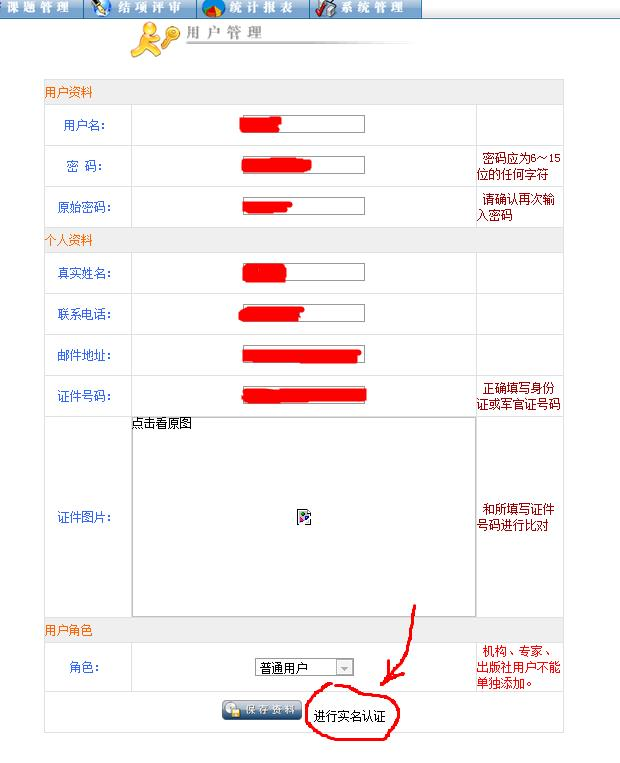 课题管理 结项评审 统计报表 系统管理
用户管理
用户资料
用户名：
密 码： 密码应为6～15
位的任何字符
原始密码： 请确认再次输
入密码
个人资料
真实姓名：
联系电话：
邮件地址：
证件号码： 正确填写身份
证或军官证号码
点击看原图
证件图片： 和所填写证件
号码进行比对
用户角色
角色： 普通用户 机构、专家、
出版社用户不能
单独添加。
保存资料 进行实名认证